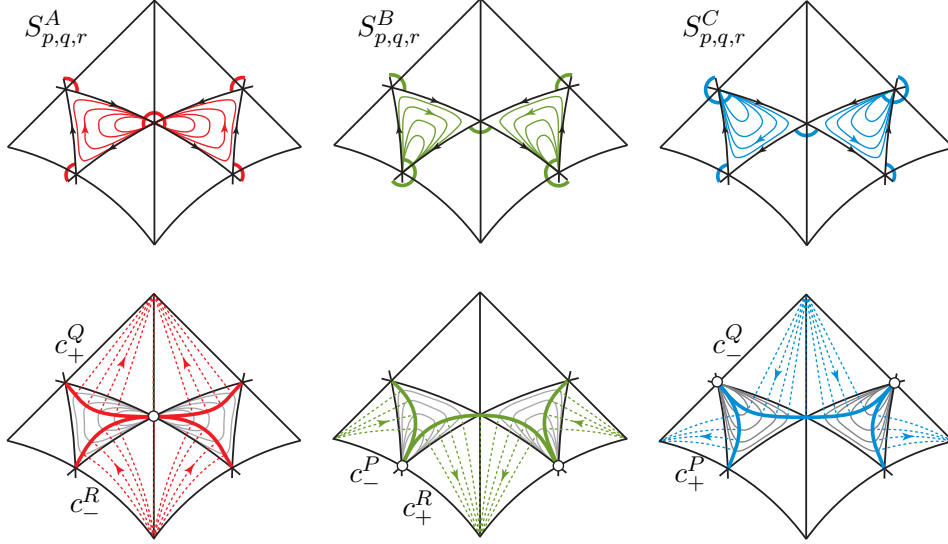 S^A_{p,q,r}
S^B_{p,q,r}
S^C_{p,q,r}
c^Q_+
c^Q_-
c^R_-
c^P_-
c^R_+
c^P_+